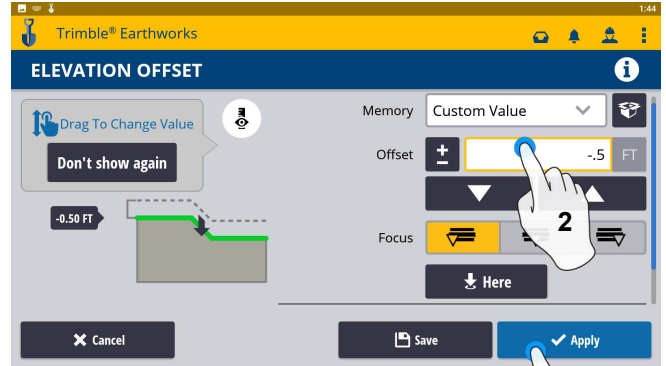 1:44
Trimble® Earthworks
ELEVATION OFFSET
Drag To Change Value
Don't show again
-0.50 FT
Memory
Custom Value
Offset
-.5 FT
2
Focus
Here
Cancel
Save
Apply